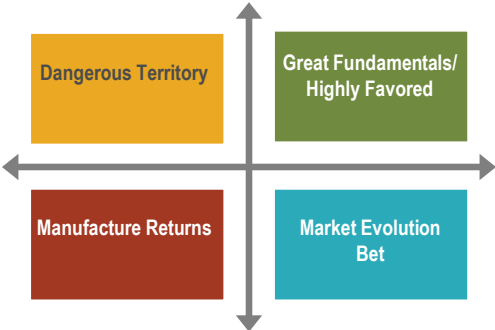 Dangerous Territory
Great Fundamentals/
Highly Favored
Manufacture Returns
Market Evolution
Bet